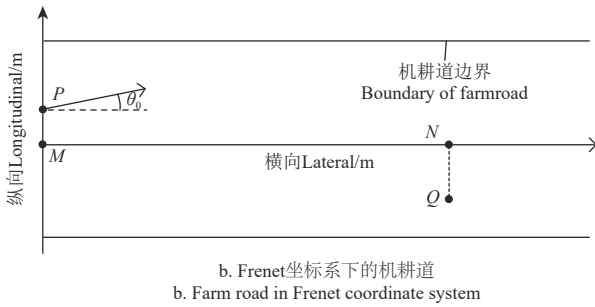 纵向Longitudinal/m
机耕道边界
Boundary of farmroad
P
θ₀
M
N
横向Lateral/m
Q
b. Frenet坐标系下的机耕道
b. Farm road in Frenet coordinate system